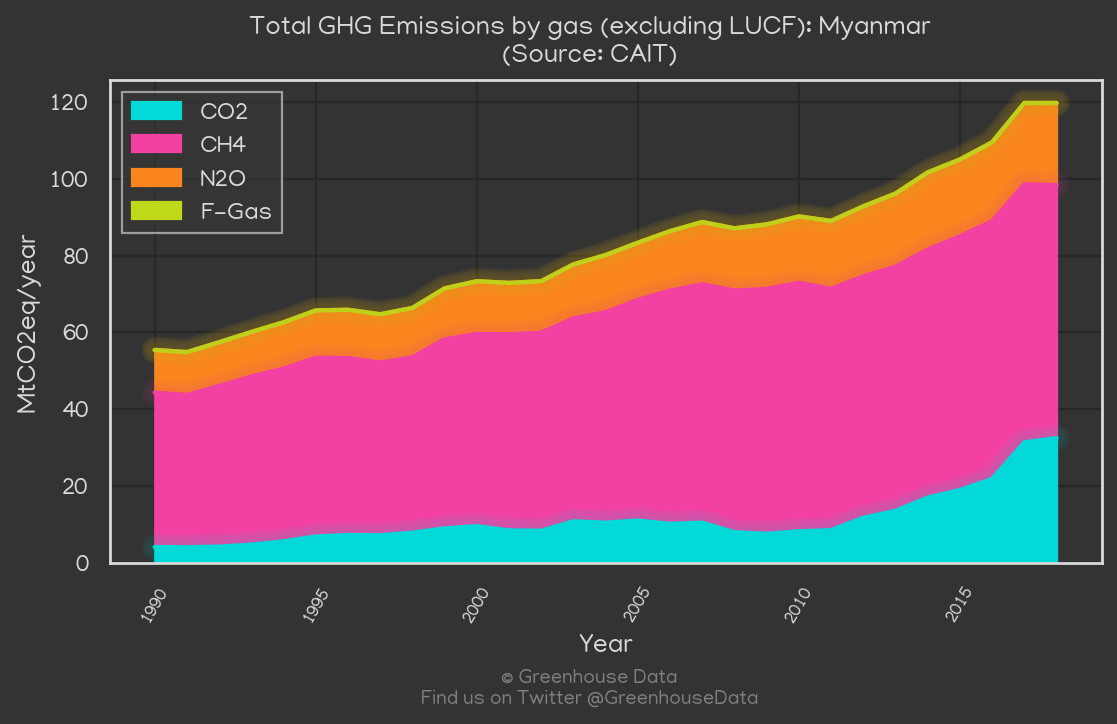 Total GHG Emissions by gas (excluding LUCF): Myanmar
(Source: CAIT)
CO2
CH4
N2O
F-Gas
120
100
80
60
40
20
0
MtCO2eq/year
1990
1995
2000
2005
2010
2015
Year
© Greenhouse Data
Find us on Twitter @GreenhouseData